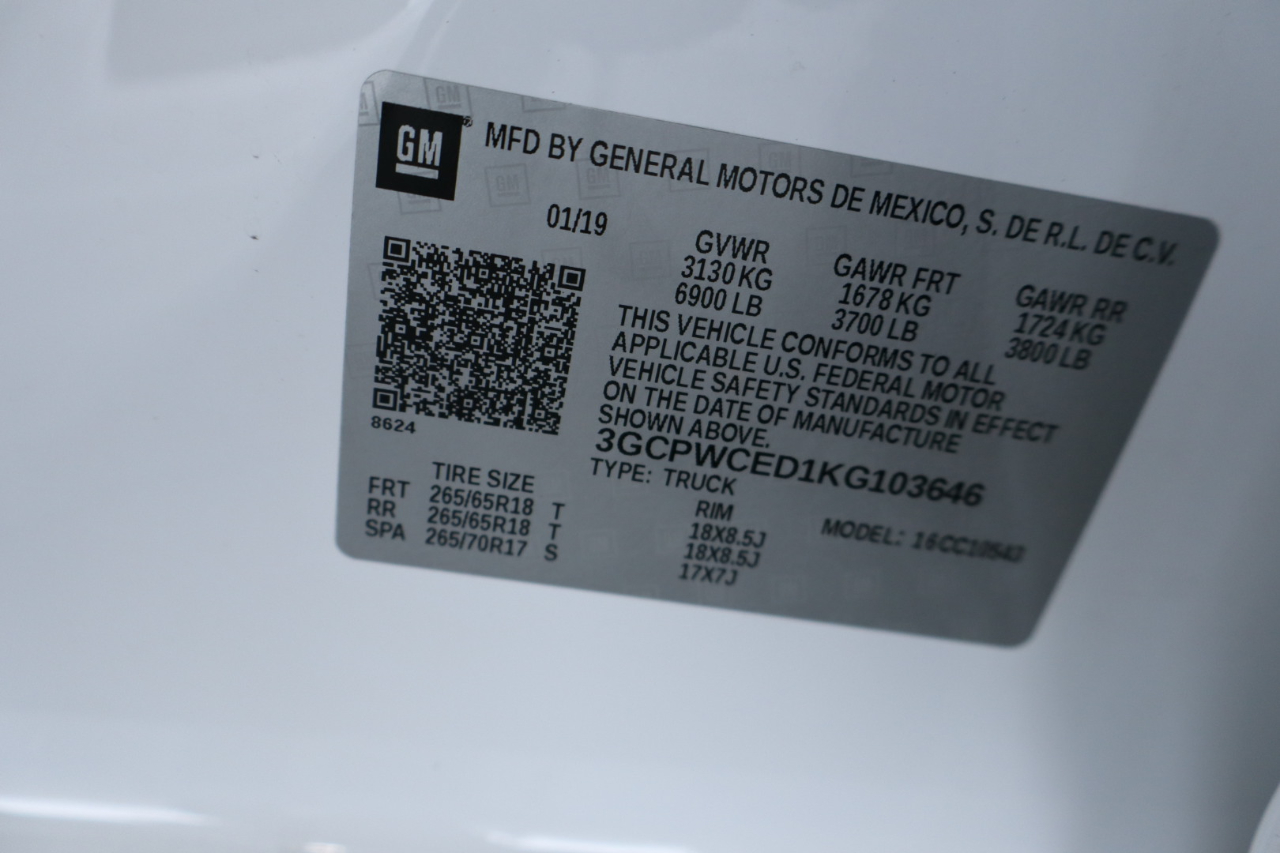 GM MFD BY GENERAL MOTORS DE MEXICO, S. DE R.L. DE C.V.
01/19
GVWR GAWR FRT GAWR RR
3130 KG 1678 KG 1724 KG
6900 LB 3700 LB 3800 LB
THIS VEHICLE CONFORMS TO ALL
APPLICABLE U.S. FEDERAL MOTOR
VEHICLE SAFETY STANDARDS IN EFFECT
ON THE DATE OF MANUFACTURE
SHOWN ABOVE.
8624
3GCPWCED1KG103646
TYPE: TRUCK
MODEL:
TIRE SIZE RIM
FRT 265/65R18 T 18X8.5J
RR 265/65R18 T 18X8.5J
SPA 265/70R17 S 17X7J